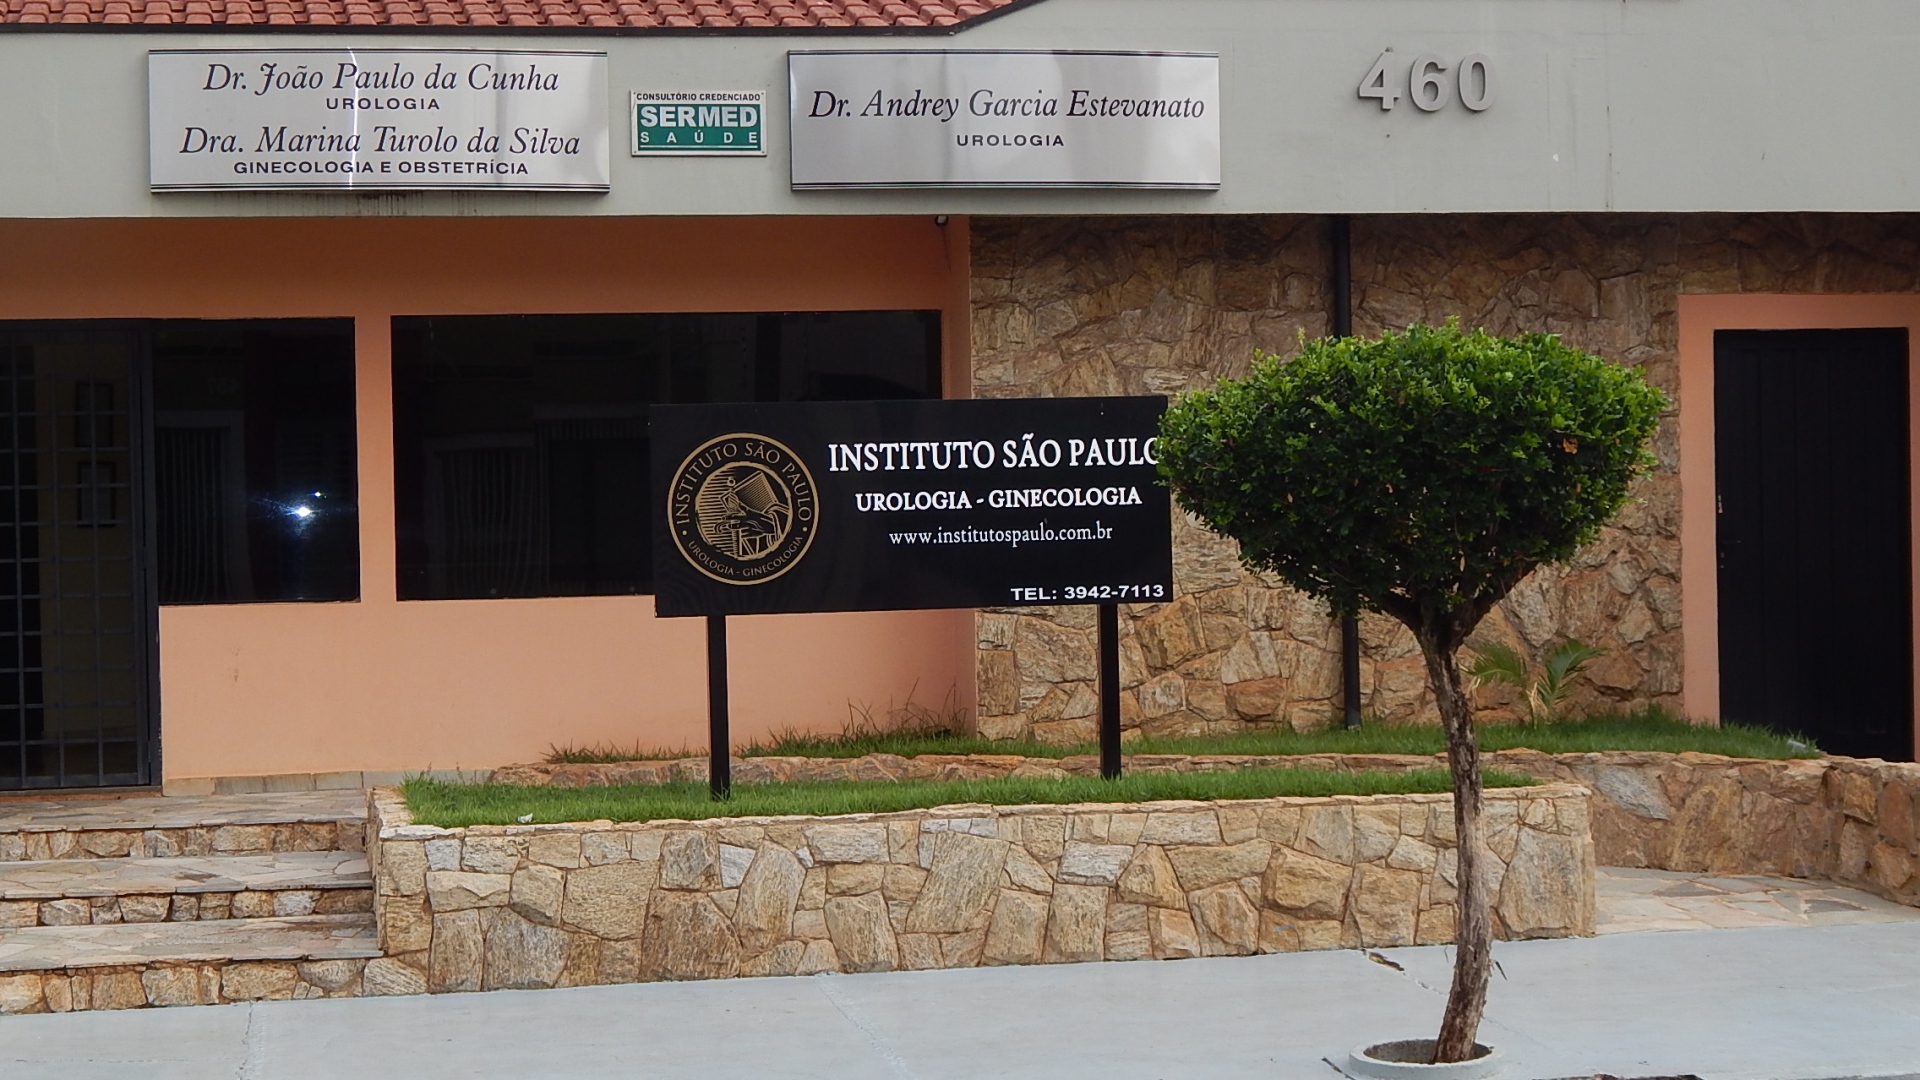 Dr. João Paulo da Cunha
UROLOGIA
Dra. Marina Turolo da Silva
GINECOLOGIA E OBSTETRÍCIA
CONSULTÓRIO CREDENCIADO
SERMED
SAÚDE
Dr. Andrey Garcia Estevanato
UROLOGIA
460
INSTITUTO SÃO PAULO
UROLOGIA - GINECOLOGIA
INSTITUTO SÃO PAULO
UROLOGIA - GINECOLOGIA
www.institutospaulo.com.br
TEL: 3942-7113